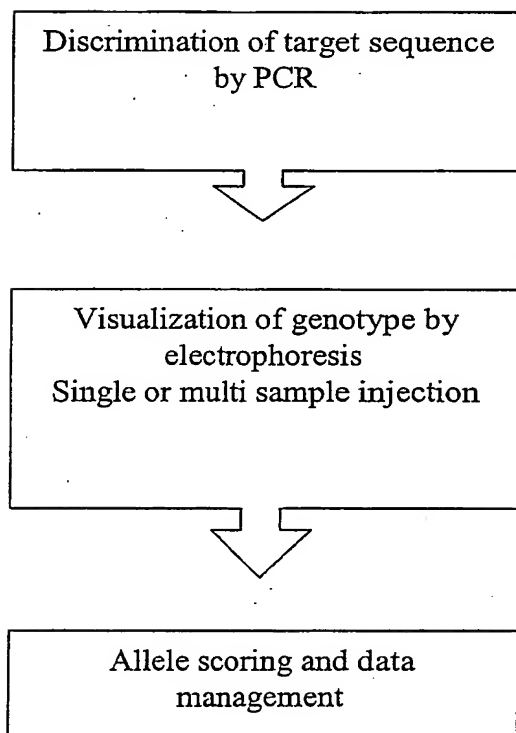 Discrimination of target sequence
by PCR
Visualization of genotype by
electrophoresis
Single or multi sample injection
Allele scoring and data
management